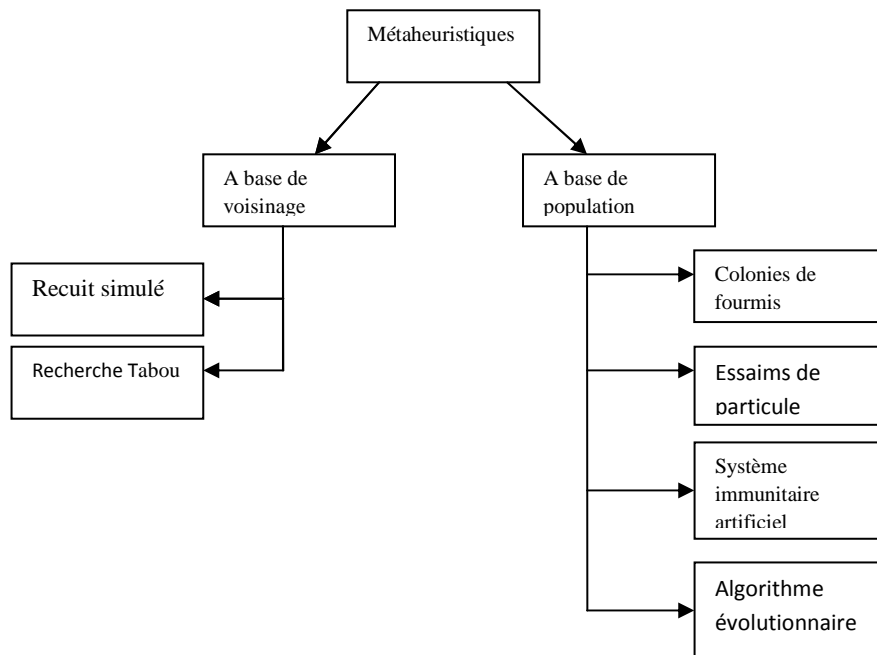 Métaheuristiques
A base de
voisinage
A base de
population
Recuit simulé
Recherche Tabou
Colonies de
fourmis
Essaims de
particule
Système
immunitaire
artificiel
Algorithme
évolutionnaire